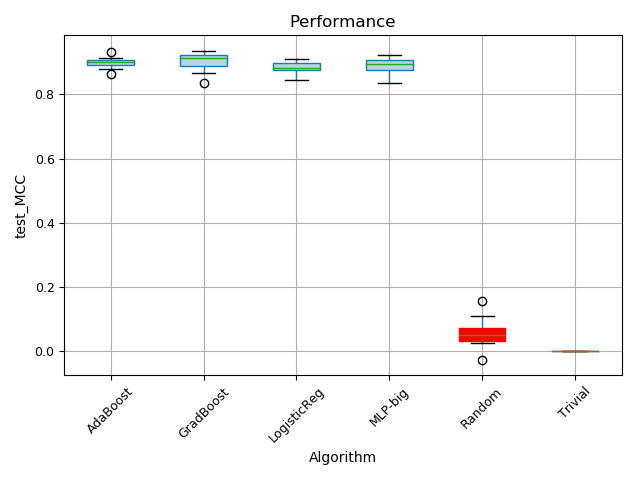 Performance
test_MCC
0.8
0.6
0.4
0.2
0.0
AdaBoost
GradBoost
LogisticReg
MLP-big
Random
Trivial
Algorithm